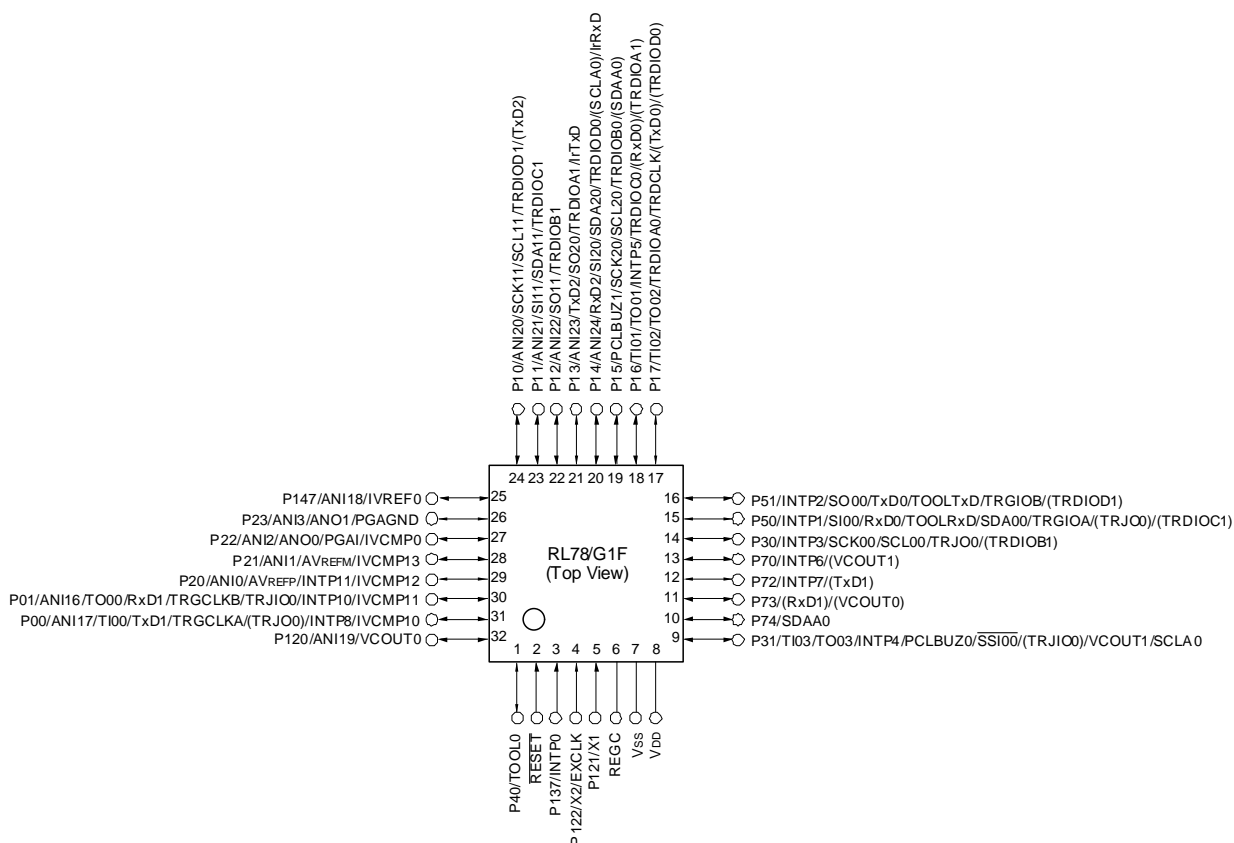 P10/ANI20/SCK11/SCL11/TRDIOD1/(TxD2)
P11/ANI21/SI11/SDA11/TRDIOC1
P12/ANI22/SO11/TRDIOB1
P13/ANI23/TxD2/SO20/TRDIOA1/IrTxD
P14/ANI24/RxD2/SI20/SDA20/TRDIOD0/(SCLA0)/IrRxD
P15/PCLBUZ1/SCK20/SCL20/TRDIOB0/(SDAA0)
P16/TI01/TO01/INTP5/TRDIOC0/(RxD0)/(TRDIOA1)
P17/TI02/TO02/TRDIOA0/TRDCLK/(TxD0)/(TRDIOD0)
24 23 22 21 20 19 18 17
P147/ANI18/IVREF0 25
P23/ANI3/ANO1/PGAGND 26
P22/ANI2/ANO0/PGAI/IVCMP0 27
P21/ANI1/AVREFM/IVCMP13 28
P20/ANI0/AVREFP/INTP11/IVCMP12 29
P01/ANI16/TO00/RxD1/TRGCLKB/TRJIO0/INTP10/IVCMP11 30
P00/ANI17/TI00/TxD1/TRGCLKA/(TRJO0)/INTP8/IVCMP10 31
P120/ANI19/VCOUT0 32
RL78/G1F
(Top View)
16 P51/INTP2/SO00/TxD0/TOOLTxD/TRGIOB/(TRDIOD1)
15 P50/INTP1/SI00/RxD0/TOOLRxD/SDA00/TRGIOA/(TRJO0)/(TRDIOC1)
14 P30/INTP3/SCK00/SCL00/TRJO0/(TRDIOB1)
13 P70/INTP6/(VCOUT1)
12 P72/INTP7/(TxD1)
11 P73/(RxD1)/(VCOUT0)
10 P74/SDAA0
9 P31/TI03/TO03/INTP4/PCLBUZ0/SSI00/(TRJIO0)/VCOUT1/SCLA0
1 2 3 4 5 6 7 8
P40/TOOL0
RESET
P137/INTP0
P122/X2/EXCLK
P121/X1
REGC
VSS
VDD